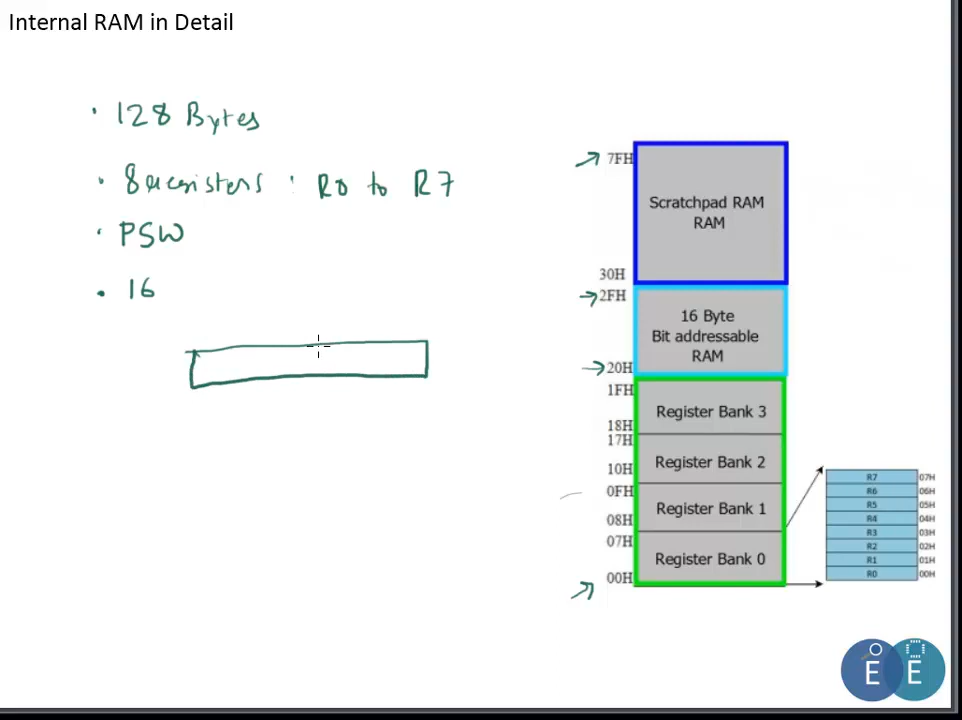 Internal RAM in Detail
• 128 Bytes
• 8 registers : R0 to R7
• PSW
• 16
7FH
Scratchpad RAM
RAM
30H
2FH
16 Byte
Bit addressable
RAM
20H
1FH
Register Bank 3
18H
17H
Register Bank 2
10H
0FH
Register Bank 1
08H
07H
Register Bank 0
00H
R7 07H
R6 06H
R5 05H
R4 04H
R3 03H
R2 02H
R1 01H
R0 00H
E E